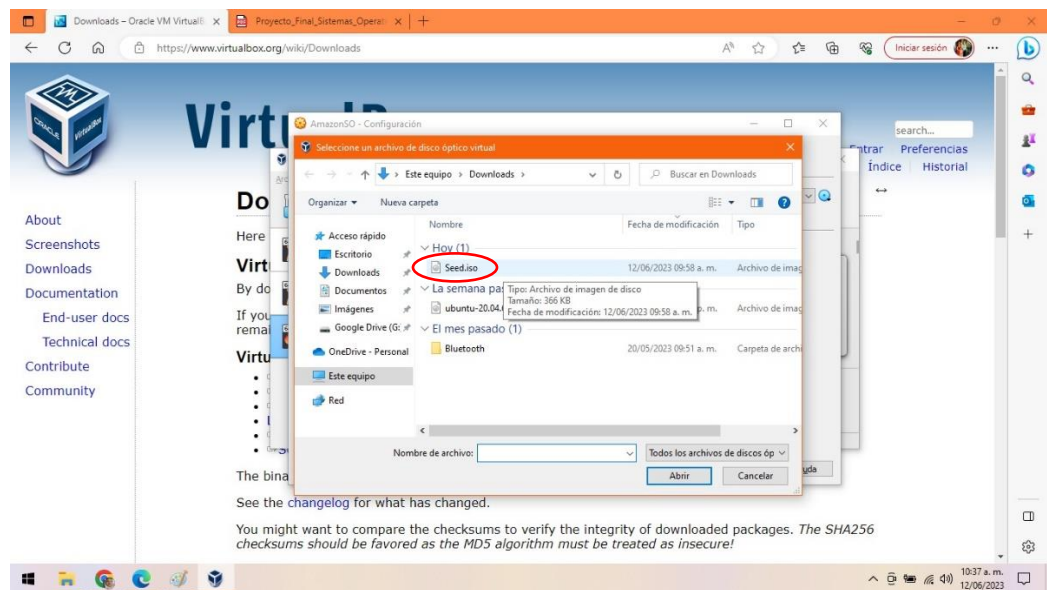 Downloads – Oracle VM VirtualB
Proyecto_Final_Sistemas_Operati
https://www.virtualbox.org/wiki/Downloads
Iniciar sesión
VirtualB
search...
Entrar Preferencias
Índice Historial
About
Screenshots
Downloads
Documentation
End-user docs
Technical docs
Contribute
Community
AmazonSO - Configuración
Seleccione un archivo de disco óptico virtual
Este equipo > Downloads >
Buscar en Downloads
Organizar
Nueva carpeta
Nombre
Fecha de modificación
Tipo
Acceso rápido
Escritorio
Downloads
Documentos
Imágenes
Google Drive (G:
OneDrive - Personal
Este equipo
Red
Hoy (1)
Seed.iso
12/06/2023 09:58 a. m.
Archivo de imag
La semana pas
ubuntu-20.04.
Archivo de imag
Tipo: Archivo de imagen de disco
Tamaño: 366 KB
Fecha de modificación: 12/06/2023 09:58 a. m.
El mes pasado (1)
Bluetooth
20/05/2023 09:51 a. m.
Carpeta de archi
Nombre de archivo:
Todos los archivos de discos óp
Abrir
Cancelar
yuda
Do
Here
Virt
By do
If you
remai
Virtu
The bina
See the changelog for what has changed.
You might want to compare the checksums to verify the integrity of downloaded packages. The SHA256
checksums should be favored as the MD5 algorithm must be treated as insecure!
10:37 a. m.
12/06/2023